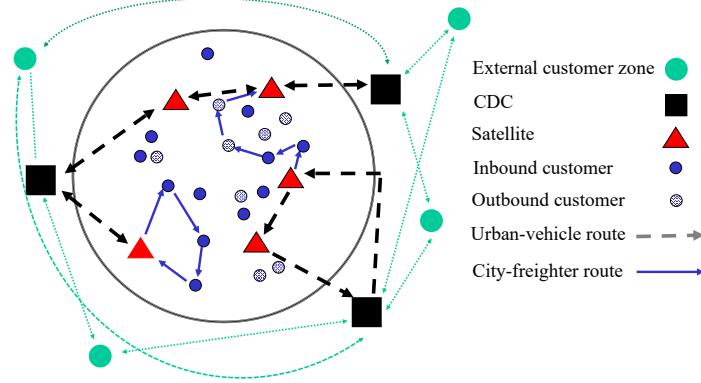 External customer zone
CDC
Satellite
Inbound customer
Outbound customer
Urban-vehicle route
City-freighter route